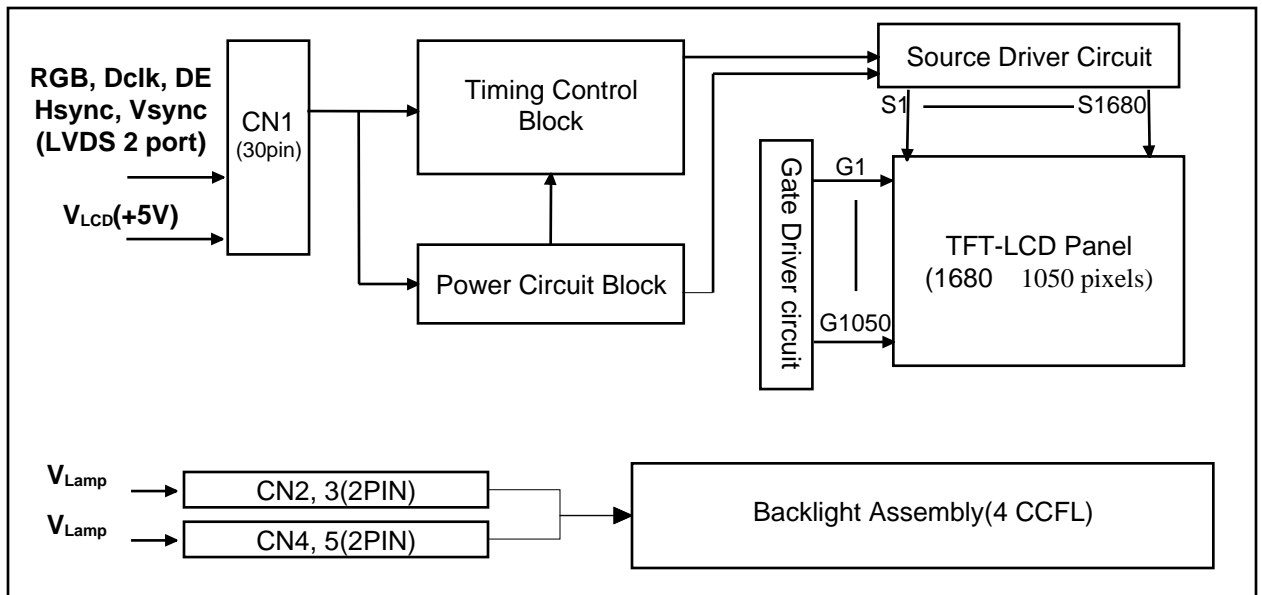 RGB, Dclk, DE
Hsync, Vsync
(LVDS 2 port)
VLCD(+5V)
CN1
(30pin)
Timing Control
Block
Power Circuit Block
Source Driver Circuit
S1
S1680
Gate Driver circuit
G1
G1050
TFT-LCD Panel
(1680 1050 pixels)
VLamp
CN2, 3(2PIN)
VLamp
CN4, 5(2PIN)
Backlight Assembly(4 CCFL)